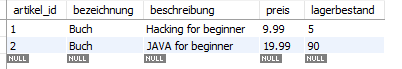 artikel_id bezeichnung beschreibung preis lagerbestand
1 Buch Hacking for beginner 9.99 5
2 Buch JAVA for beginner 19.99 90
NULL NULL NULL NULL NULL